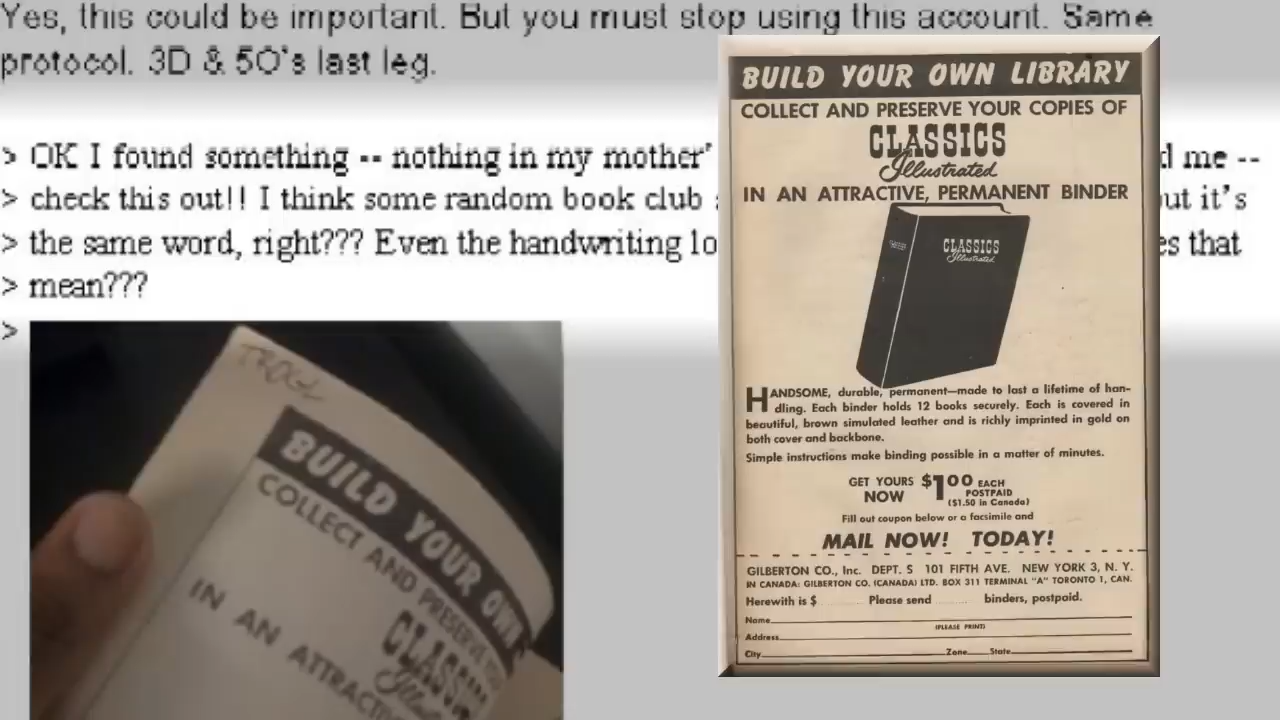 Yes, this could be important. But you must stop using this account. Same
protocol. 3D & 50's last leg.
> OK I found something -- nothing in my mother' d me --
> check this out!! I think some random book club ut it's
> the same word, right??? Even the handwriting lo es that
> mean???
>
TROGL
BUILD YOUR OWN
COLLECT AND PRESERVE
CLASSICS
IN AN ATTRACTIV
BUILD YOUR OWN LIBRARY
COLLECT AND PRESERVE YOUR COPIES OF
CLASSICS
Illustrated
IN AN ATTRACTIVE, PERMANENT BINDER
CLASSICS
Illustrated
HANDSOME, durable, permanent—made to last a lifetime of han-
dling. Each binder holds 12 books securely. Each is covered in
beautiful, brown simulated leather and is richly imprinted in gold on
both cover and backbone.
Simple instructions make binding possible in a matter of minutes.
GET YOURS NOW $1.00 EACH POSTPAID
($1.50 in Canada)
Fill out coupon below or a facsimile and
MAIL NOW! TODAY!
GILBERTON CO., Inc. DEPT. S 101 FIFTH AVE. NEW YORK 3, N. Y.
IN CANADA: GILBERTON CO. (CANADA) LTD. BOX 311 TERMINAL "A" TORONTO 1, CAN.
Herewith is $ Please send binders, postpaid.
Name
(PLEASE PRINT)
Address
City Zone State